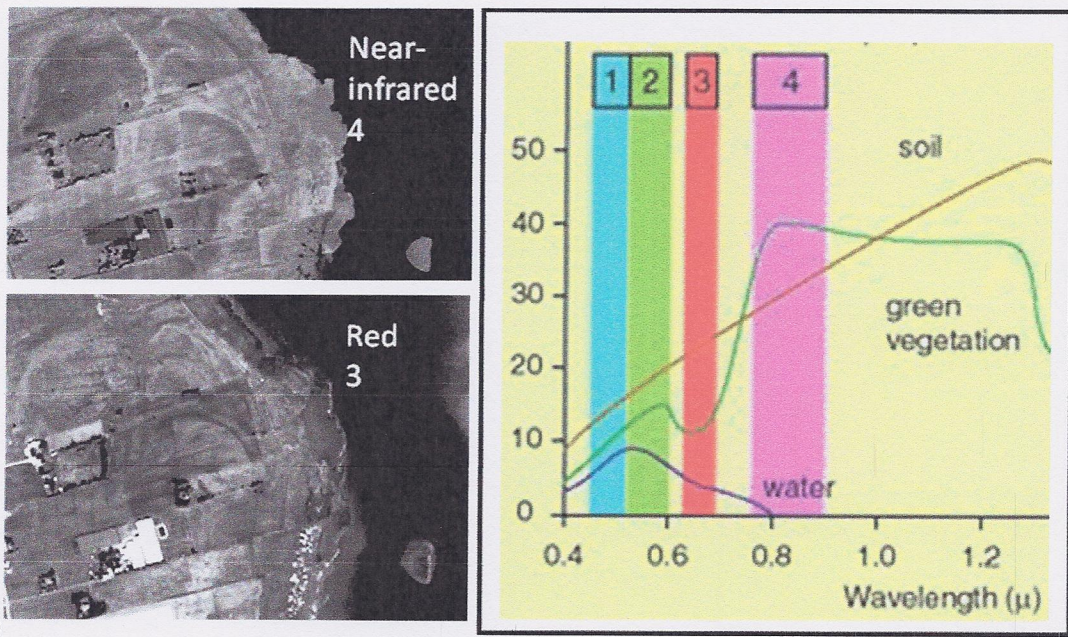 Near-
infrared
4
Red
3
1 2 3 4
50
40
30
20
10
0
soil
green
vegetation
water
0.4 0.6 0.8 1.0 1.2
Wavelength (μ)